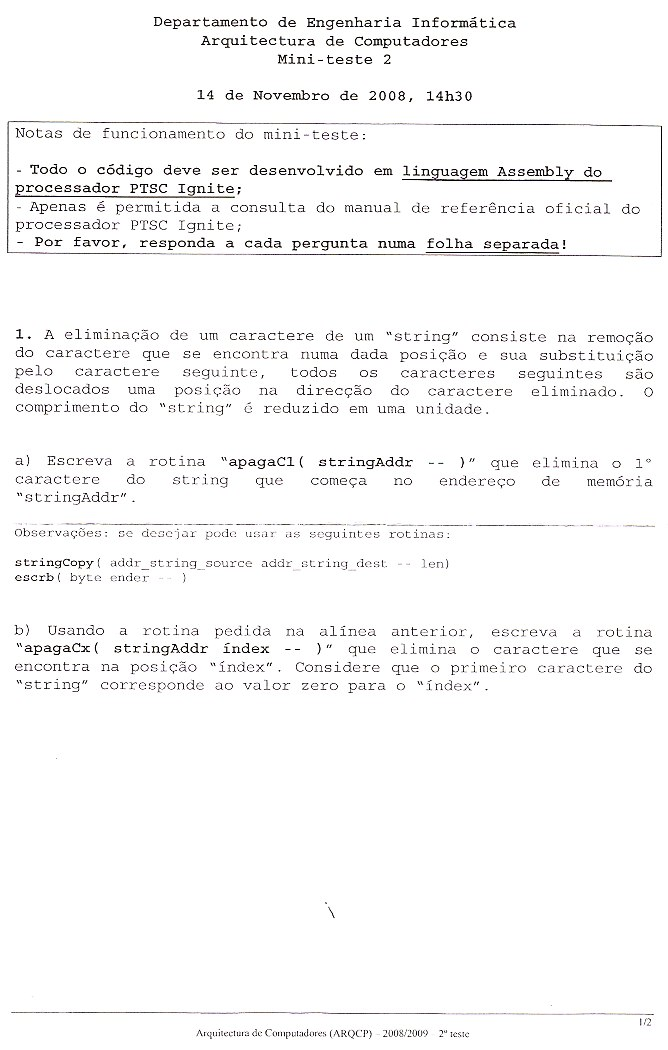 Departamento de Engenharia Informática
Arquitectura de Computadores
Mini-teste 2
14 de Novembro de 2008, 14h30
Notas de funcionamento do mini-teste:
- Todo o código deve ser desenvolvido em linguagem Assembly do
processador PTSC Ignite;
- Apenas é permitida a consulta do manual de referência oficial do
processador PTSC Ignite;
- Por favor, responda a cada pergunta numa folha separada!
1. A eliminação de um caractere de um "string" consiste na remoção
do caractere que se encontra numa dada posição e sua substituição
pelo caractere seguinte, todos os caracteres seguintes são
deslocados uma posição na direcção do caractere eliminado. O
comprimento do "string" é reduzido em uma unidade.
a) Escreva a rotina "apagaC1( stringAddr -- )" que elimina o 1º
caractere do string que começa no endereço de memória
"stringAddr".
Observações: se desejar pode usar as seguintes rotinas:
stringCopy( addr_string_source addr_string_dest -- len)
escrb( byte ender -- )
b) Usando a rotina pedida na alínea anterior, escreva a rotina
"apagaCx( stringAddr índex -- )" que elimina o caractere que se
encontra na posição "índex". Considere que o primeiro caractere do
"string" corresponde ao valor zero para o "índex".
1/2
Arquitectura de Computadores (ARQCP) – 2008/2009 – 2º teste